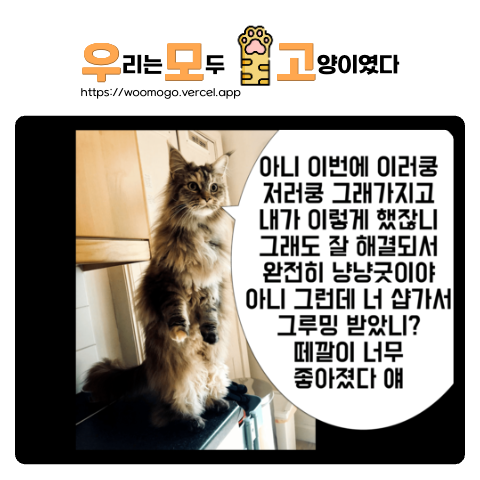 우리는모두 고양이였다
https://woomogo.vercel.app
아니 이번에 이러쿵
저러쿵 그래가지고
내가 이렇게 했잖니
그래도 잘 해결되서
완전히 냥냥굿이야
아니 그런데 너 샵가서
그루밍 받았니?
떼깔이 너무
좋아졌다 얘